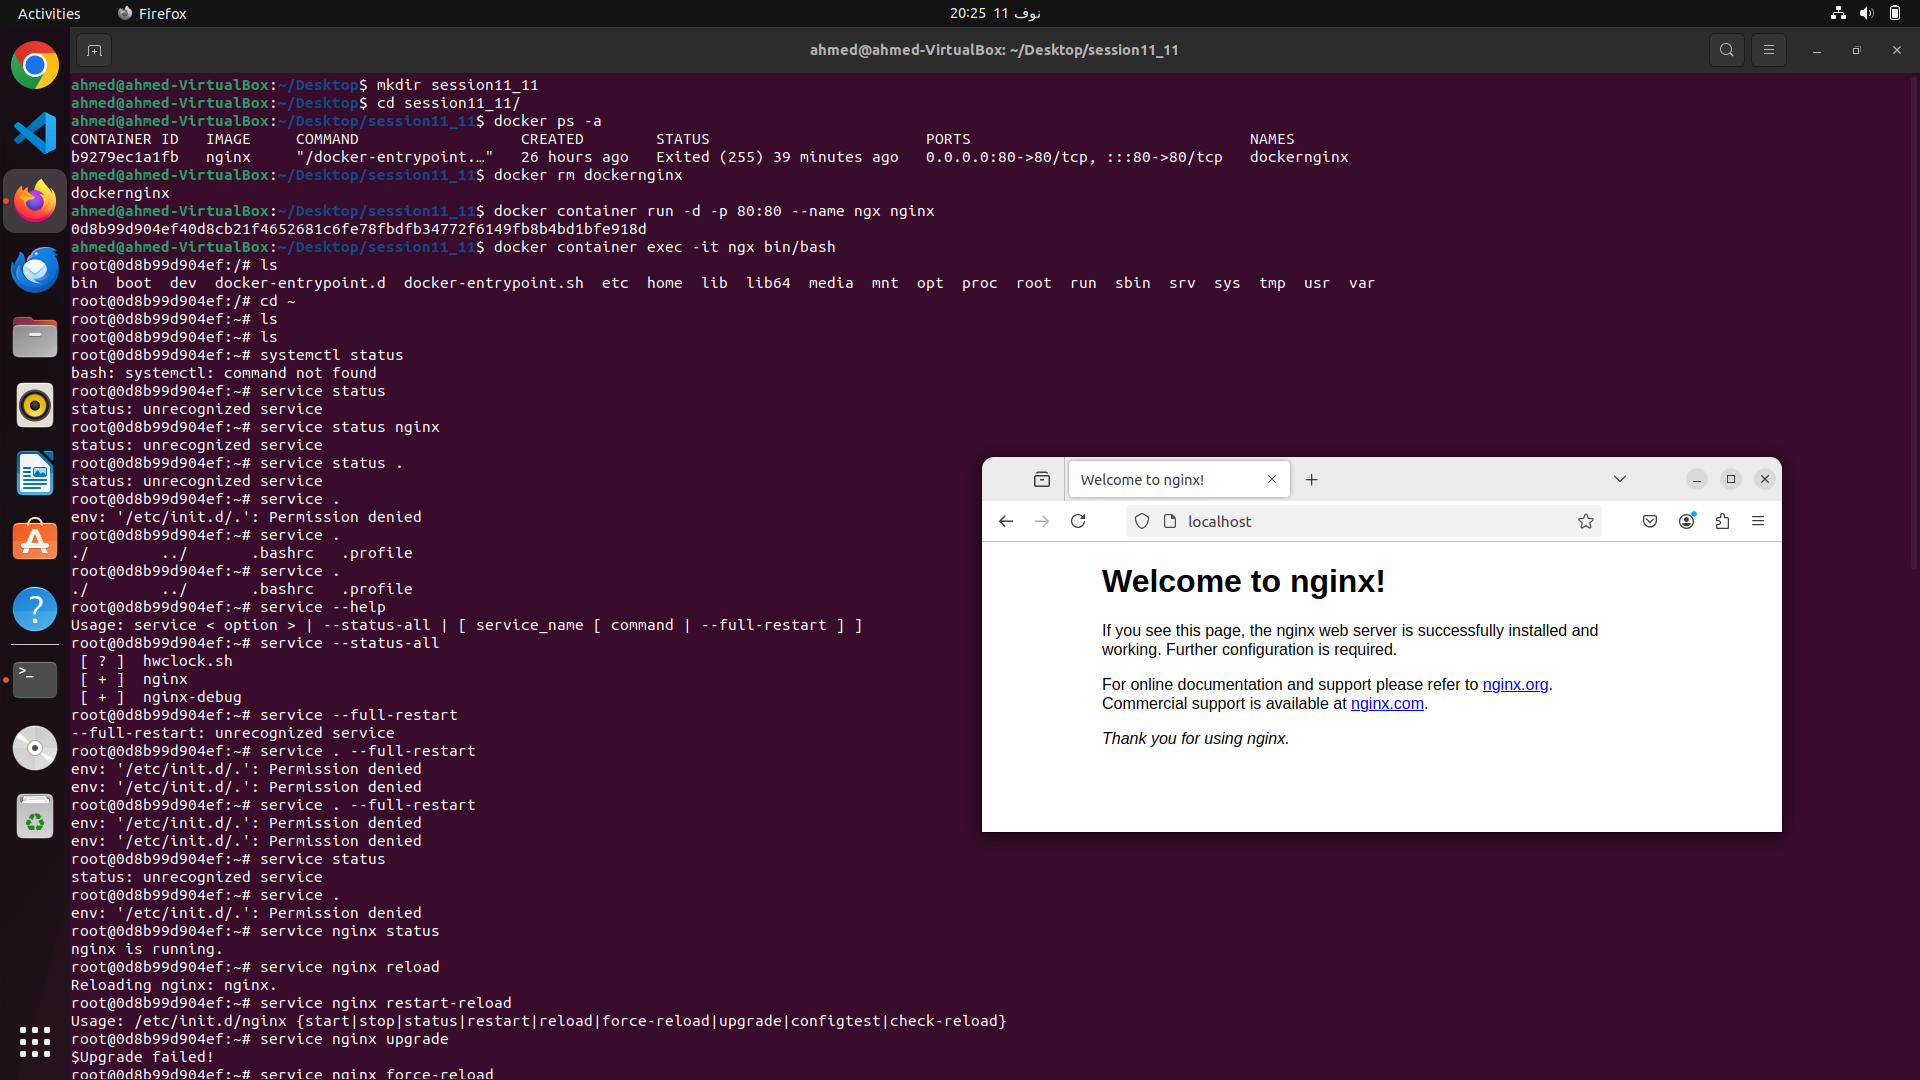 Activities
Firefox
20:25 11 نوف
ahmed@ahmed-VirtualBox: ~/Desktop/session11_11
ahmed@ahmed-VirtualBox:~/Desktop$ mkdir session11_11
ahmed@ahmed-VirtualBox:~/Desktop$ cd session11_11/
ahmed@ahmed-VirtualBox:~/Desktop/session11_11$ docker ps -a
CONTAINER ID   IMAGE     COMMAND                  CREATED        STATUS                        PORTS                               NAMES
b9279ec1a1fb   nginx     "/docker-entrypoint.…"   26 hours ago   Exited (255) 39 minutes ago   0.0.0.0:80->80/tcp, :::80->80/tcp   dockernginx
ahmed@ahmed-VirtualBox:~/Desktop/session11_11$ docker rm dockernginx
dockernginx
ahmed@ahmed-VirtualBox:~/Desktop/session11_11$ docker container run -d -p 80:80 --name ngx nginx
0d8b99d904ef40d8cb21f4652681c6fe78fbdfb34772f6149fb8b4bd1bfe918d
ahmed@ahmed-VirtualBox:~/Desktop/session11_11$ docker container exec -it ngx bin/bash
root@0d8b99d904ef:/# ls
bin  boot  dev  docker-entrypoint.d  docker-entrypoint.sh  etc  home  lib  lib64  media  mnt  opt  proc  root  run  sbin  srv  sys  tmp  usr  var
root@0d8b99d904ef:/# cd ~
root@0d8b99d904ef:~# ls
root@0d8b99d904ef:~# ls
root@0d8b99d904ef:~# systemctl status
bash: systemctl: command not found
root@0d8b99d904ef:~# service status
status: unrecognized service
root@0d8b99d904ef:~# service status nginx
status: unrecognized service
root@0d8b99d904ef:~# service status .
status: unrecognized service
root@0d8b99d904ef:~# service .
env: '/etc/init.d/.': Permission denied
root@0d8b99d904ef:~# service .
./        ../       .bashrc   .profile
root@0d8b99d904ef:~# service .
./        ../       .bashrc   .profile
root@0d8b99d904ef:~# service --help
Usage: service < option > | --status-all | [ service_name [ command | --full-restart ] ]
root@0d8b99d904ef:~# service --status-all
 [ ? ]  hwclock.sh
 [ + ]  nginx
 [ + ]  nginx-debug
root@0d8b99d904ef:~# service --full-restart
--full-restart: unrecognized service
root@0d8b99d904ef:~# service . --full-restart
env: '/etc/init.d/.': Permission denied
env: '/etc/init.d/.': Permission denied
root@0d8b99d904ef:~# service . --full-restart
env: '/etc/init.d/.': Permission denied
env: '/etc/init.d/.': Permission denied
root@0d8b99d904ef:~# service status
status: unrecognized service
root@0d8b99d904ef:~# service .
env: '/etc/init.d/.': Permission denied
root@0d8b99d904ef:~# service nginx status
nginx is running.
root@0d8b99d904ef:~# service nginx reload
Reloading nginx: nginx.
root@0d8b99d904ef:~# service nginx restart-reload
Usage: /etc/init.d/nginx {start|stop|status|restart|reload|force-reload|upgrade|configtest|check-reload}
root@0d8b99d904ef:~# service nginx upgrade
$Upgrade failed!
root@0d8b99d904ef:~# service nginx force-reload
Welcome to nginx!
localhost
Welcome to nginx!
If you see this page, the nginx web server is successfully installed and
working. Further configuration is required.
For online documentation and support please refer to nginx.org.
Commercial support is available at nginx.com.
Thank you for using nginx.